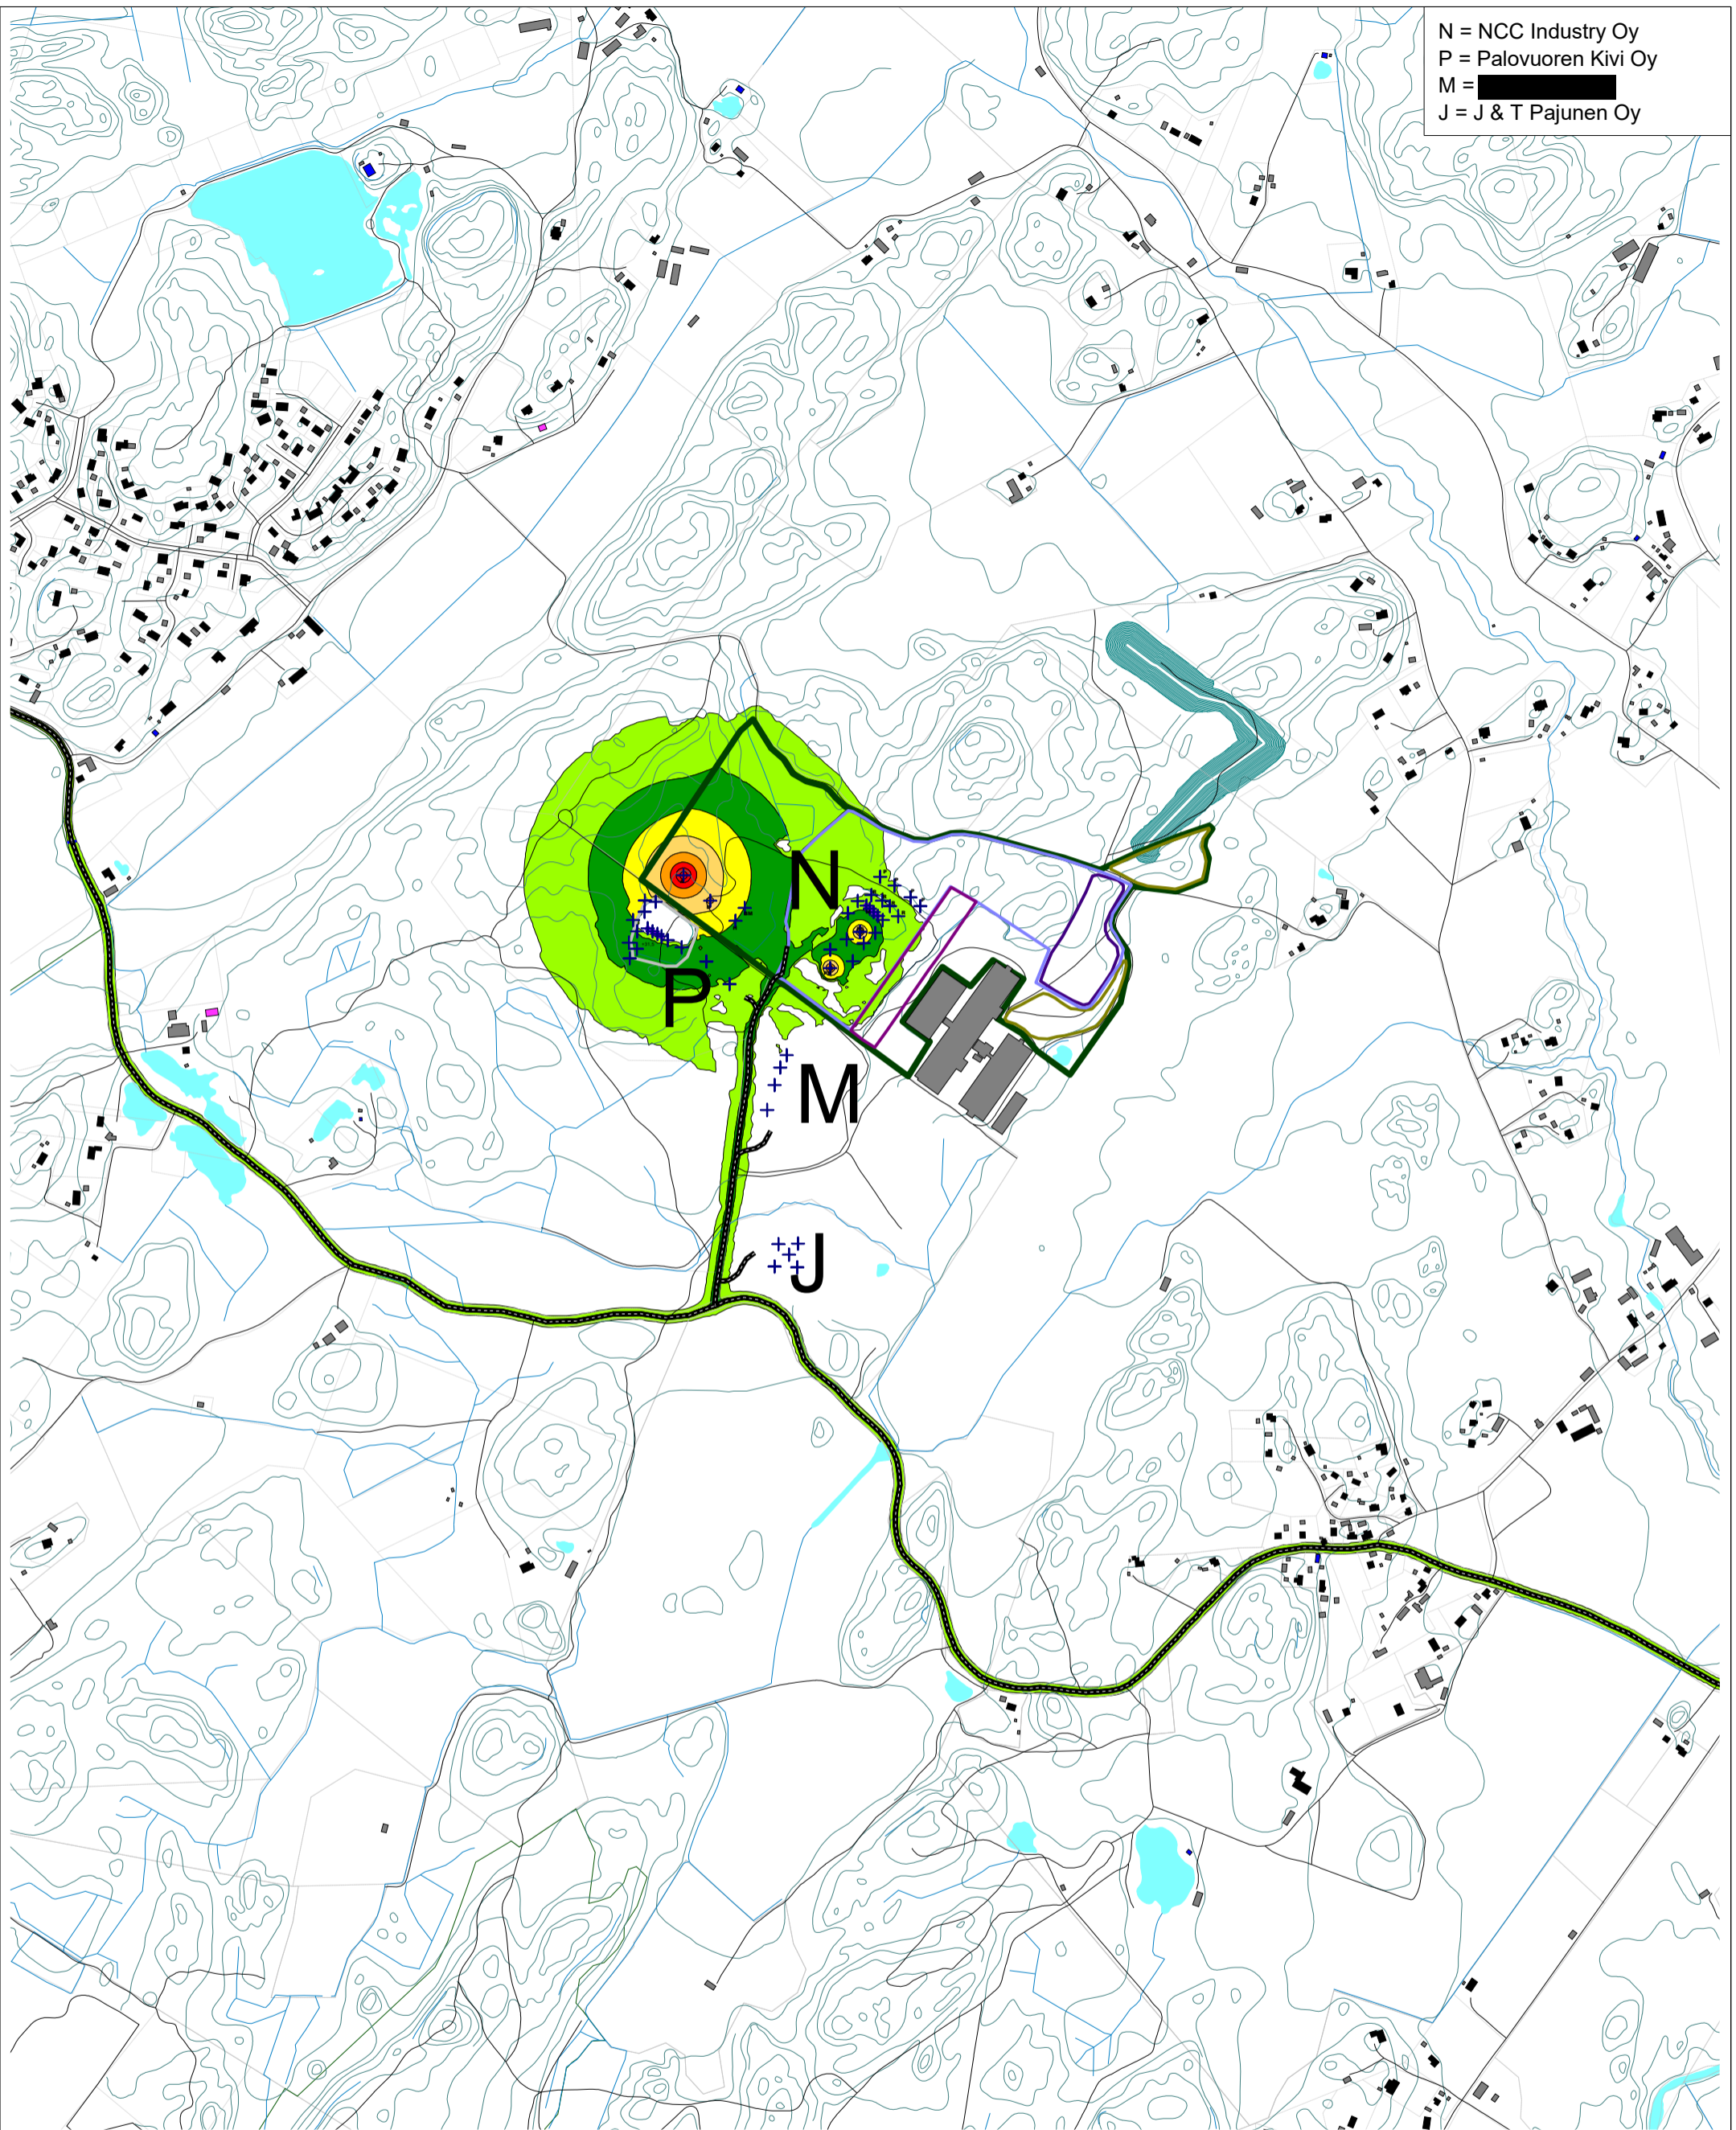 N = NCC Industry Oy
P = Palovuoren Kivi Oy
M =
J = J & T Pajunen Oy
N
P
M
J